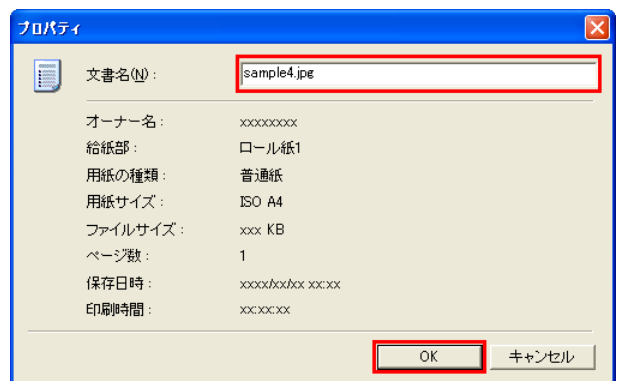 プロパティ
文書名(N): sample4.jpg
オーナー名: xxxxxxxx
給紙部: ロール紙1
用紙の種類: 普通紙
用紙サイズ: ISO A4
ファイルサイズ: xxx KB
ページ数: 1
保存日時: xxxx/xx/xx xx:xx
印刷時間: xx:xx:xx
OK キャンセル